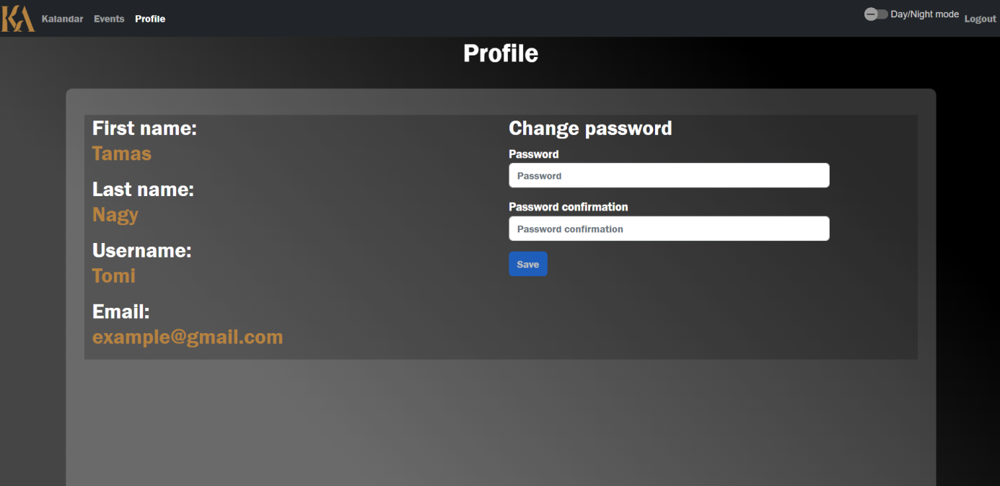 KA Kalandar Events Profile Day/Night mode Logout
Profile
First name:
Tamas
Last name:
Nagy
Username:
Tomi
Email:
example@gmail.com
Change password
Password
Password
Password confirmation
Password confirmation
Save